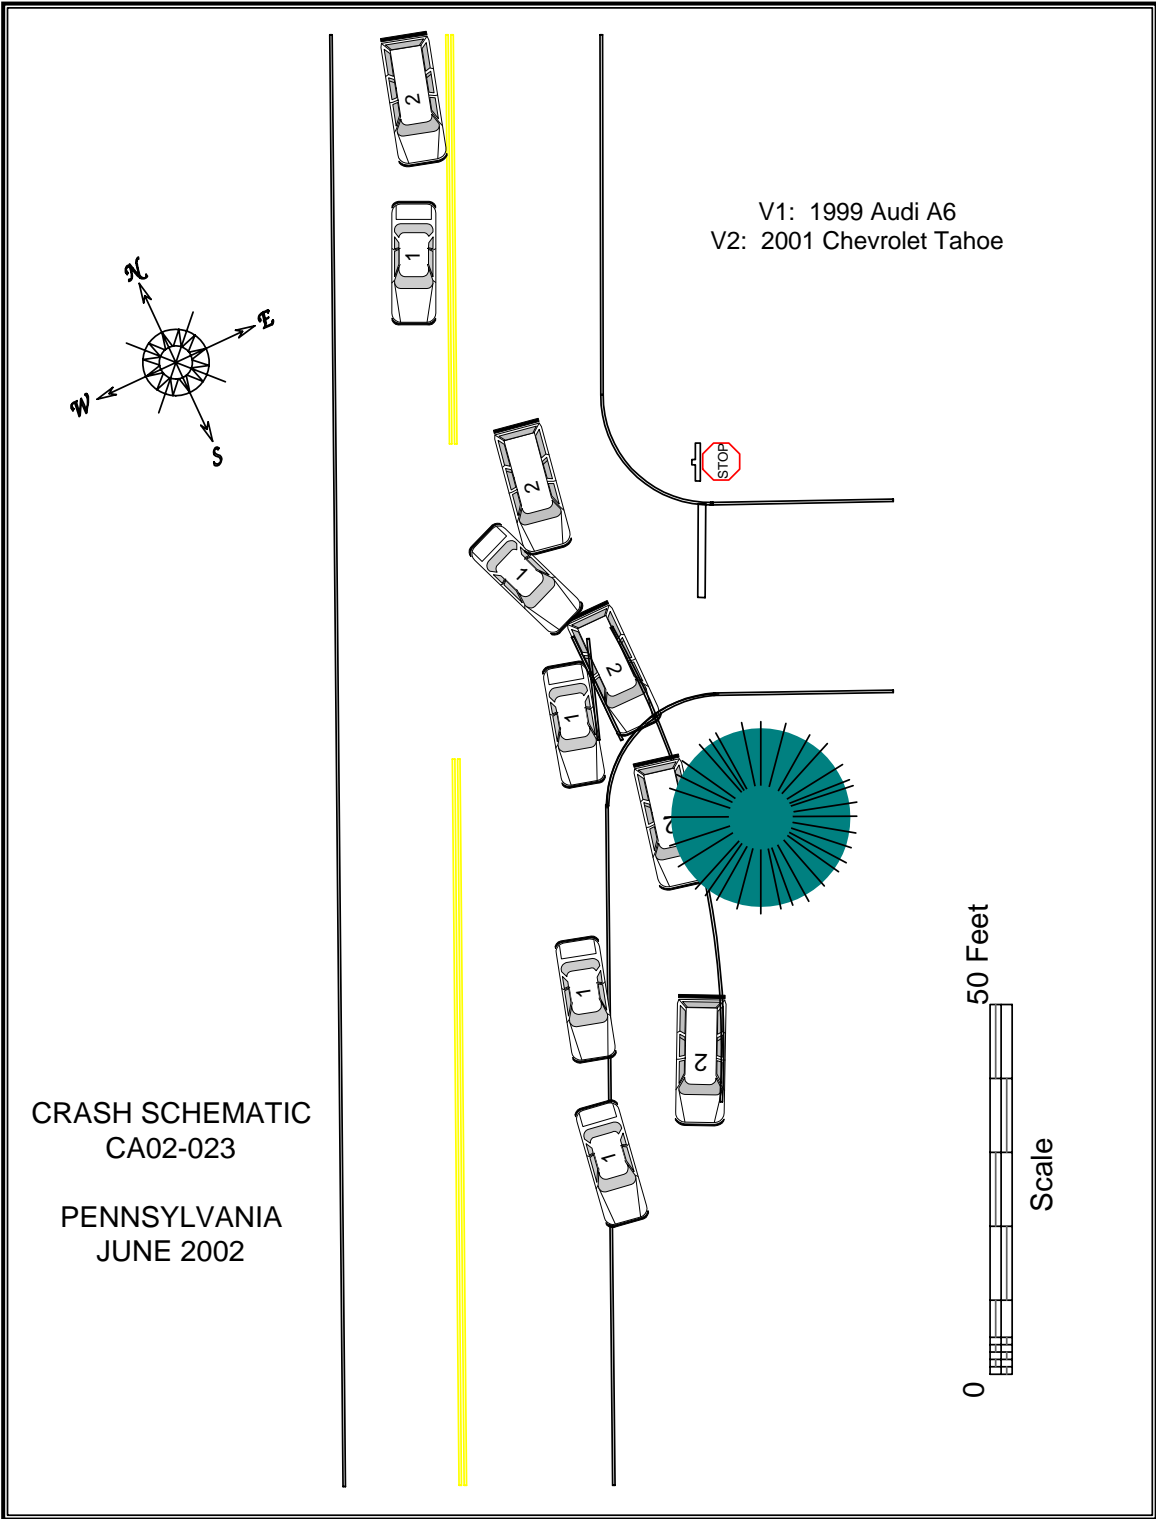 2
1
V1: 1999 Audi A6
V2: 2001 Chevrolet Tahoe
N
E
W
S
STOP
2
1
2
1
2
1
2
1
50 Feet
Scale
0
CRASH SCHEMATIC
CA02-023
PENNSYLVANIA
JUNE 2002